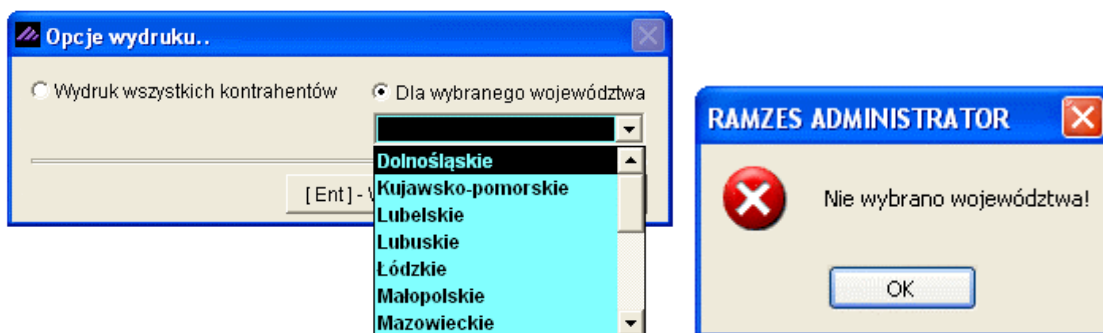 Opcje wydruku..
Wydruk wszystkich kontrahentów
Dla wybranego województwa
Dolnośląskie
[ Ent ] -
Kujawsko-pomorskie
Lubelskie
Lubuskie
Łódzkie
Małopolskie
Mazowieckie
RAMZES ADMINISTRATOR
Nie wybrano województwa!
OK